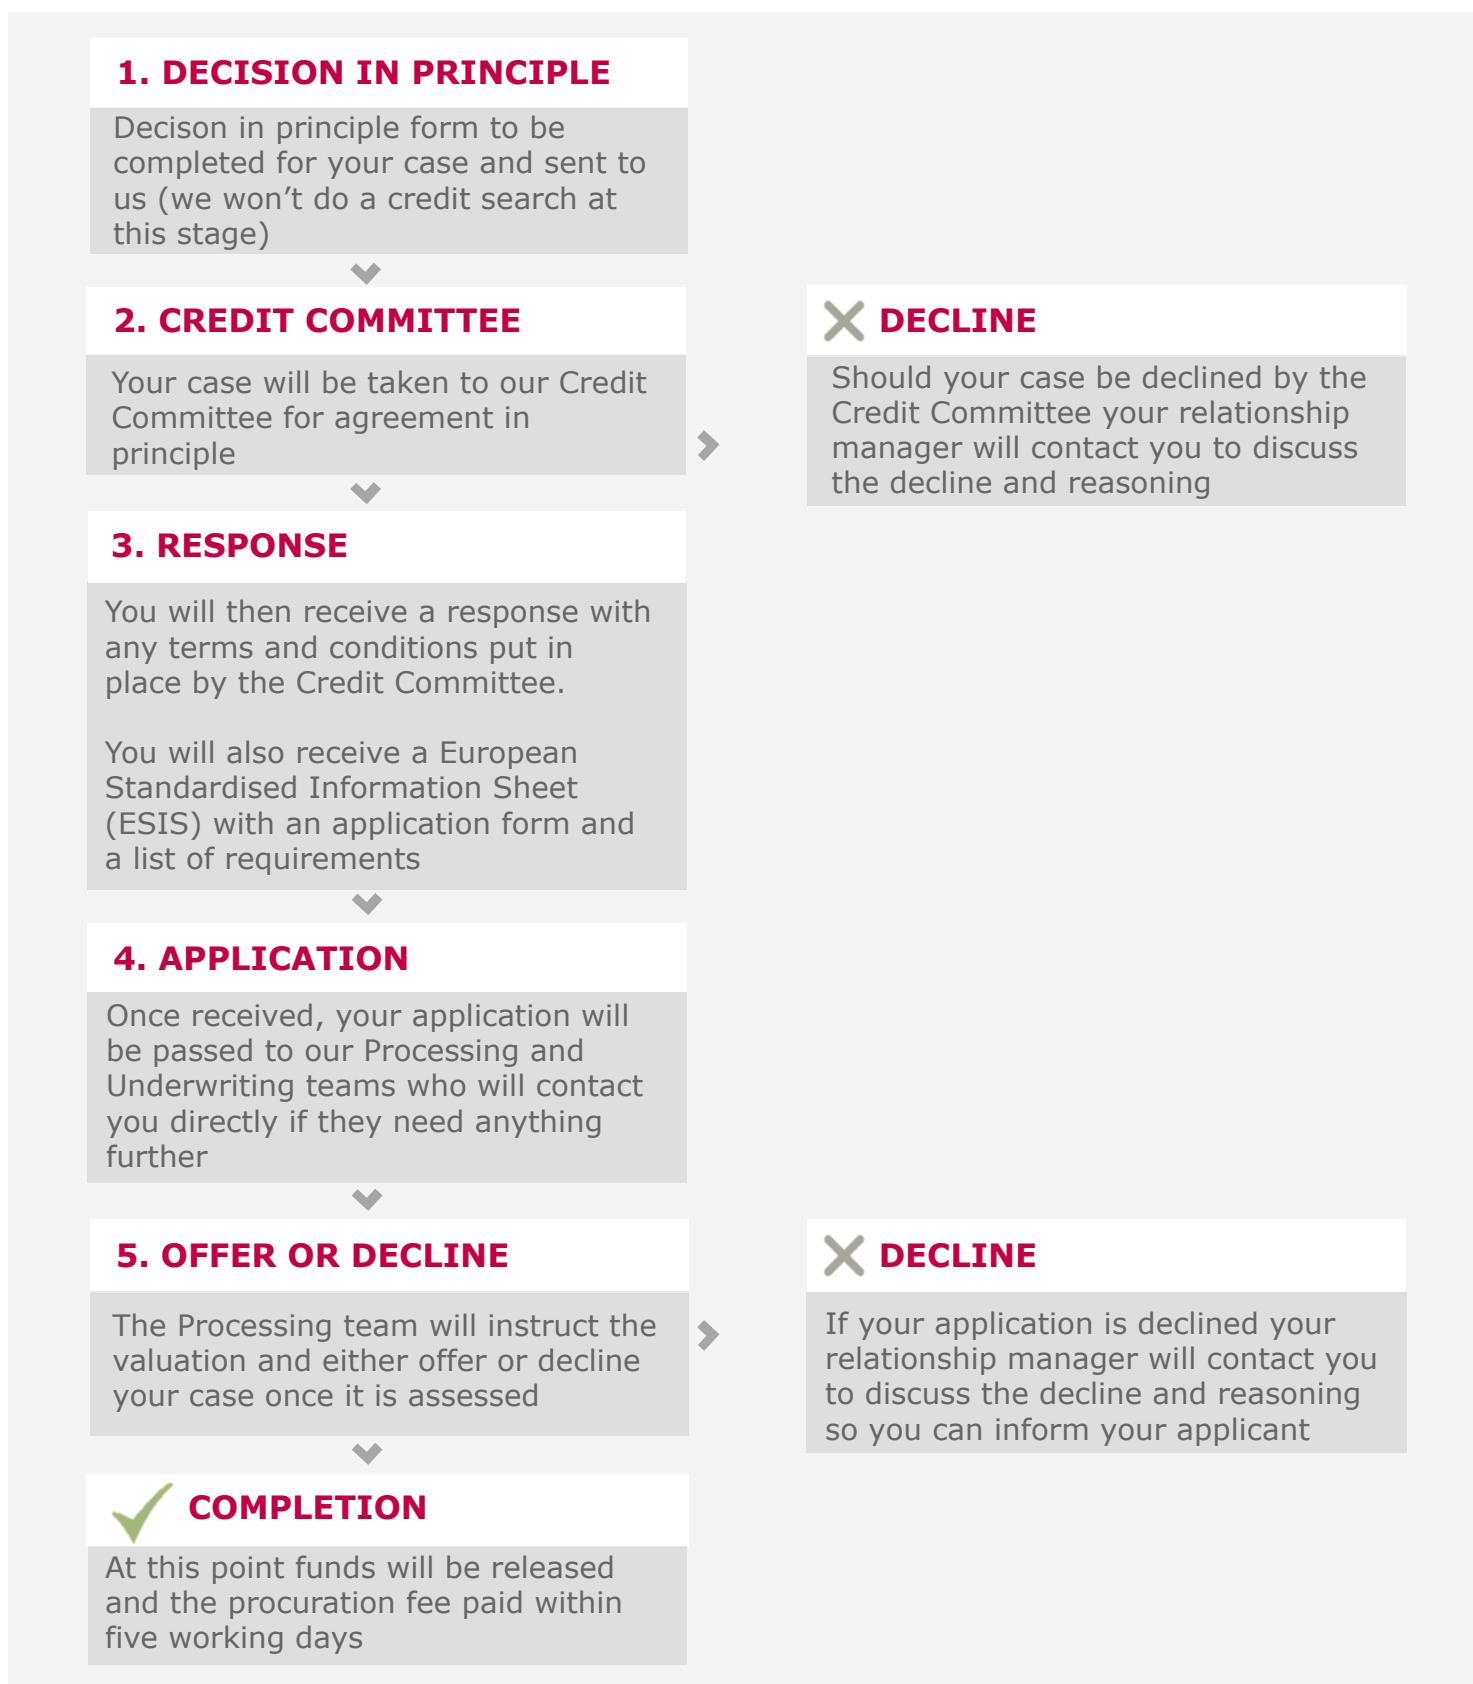 1. DECISION IN PRINCIPLE
Decison in principle form to be
completed for your case and sent to
us (we won't do a credit search at
this stage)
2. CREDIT COMMITTEE
Your case will be taken to our Credit
Committee for agreement in
principle
DECLINE
Should your case be declined by the
Credit Committee your relationship
manager will contact you to discuss
the decline and reasoning
3. RESPONSE
You will then receive a response with
any terms and conditions put in
place by the Credit Committee.
You will also receive a European
Standardised Information Sheet
(ESIS) with an application form and
a list of requirements
4. APPLICATION
Once received, your application will
be passed to our Processing and
Underwriting teams who will contact
you directly if they need anything
further
5. OFFER OR DECLINE
The Processing team will instruct the
valuation and either offer or decline
your case once it is assessed
DECLINE
If your application is declined your
relationship manager will contact you
to discuss the decline and reasoning
so you can inform your applicant
COMPLETION
At this point funds will be released
and the procuration fee paid within
five working days